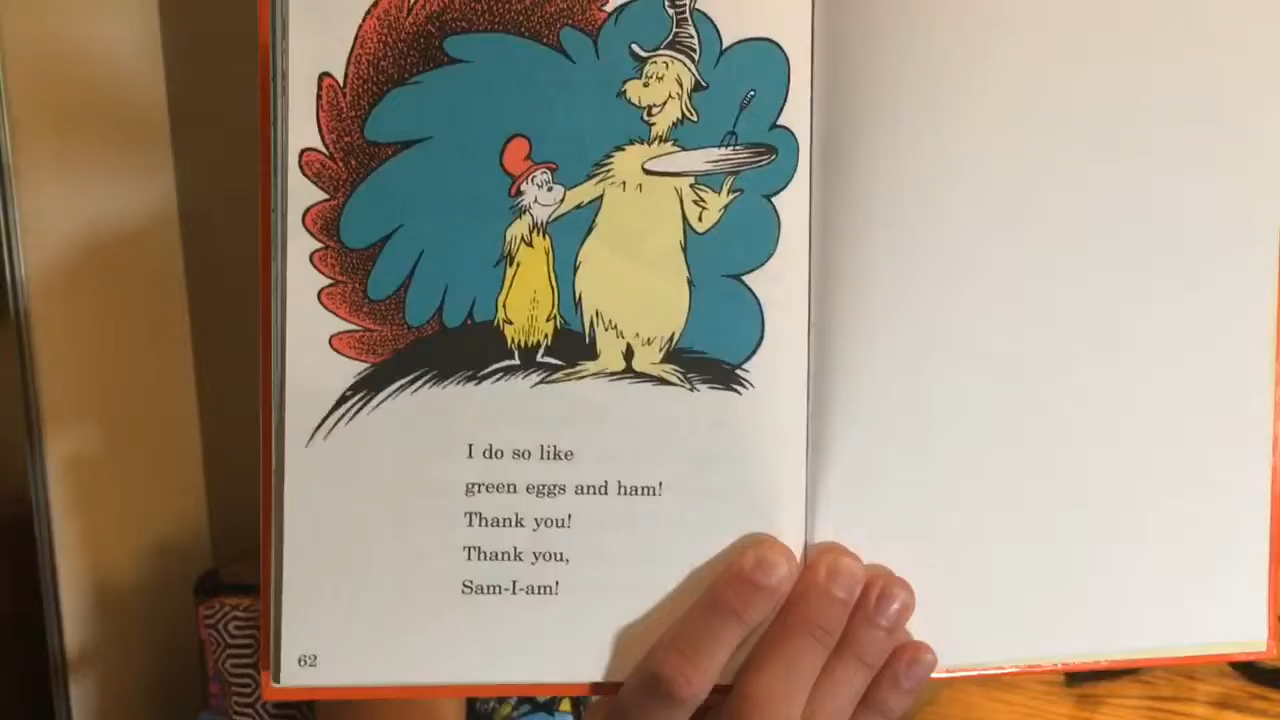 I do so like
green eggs and ham!
Thank you!
Thank you,
Sam-I-am!
62